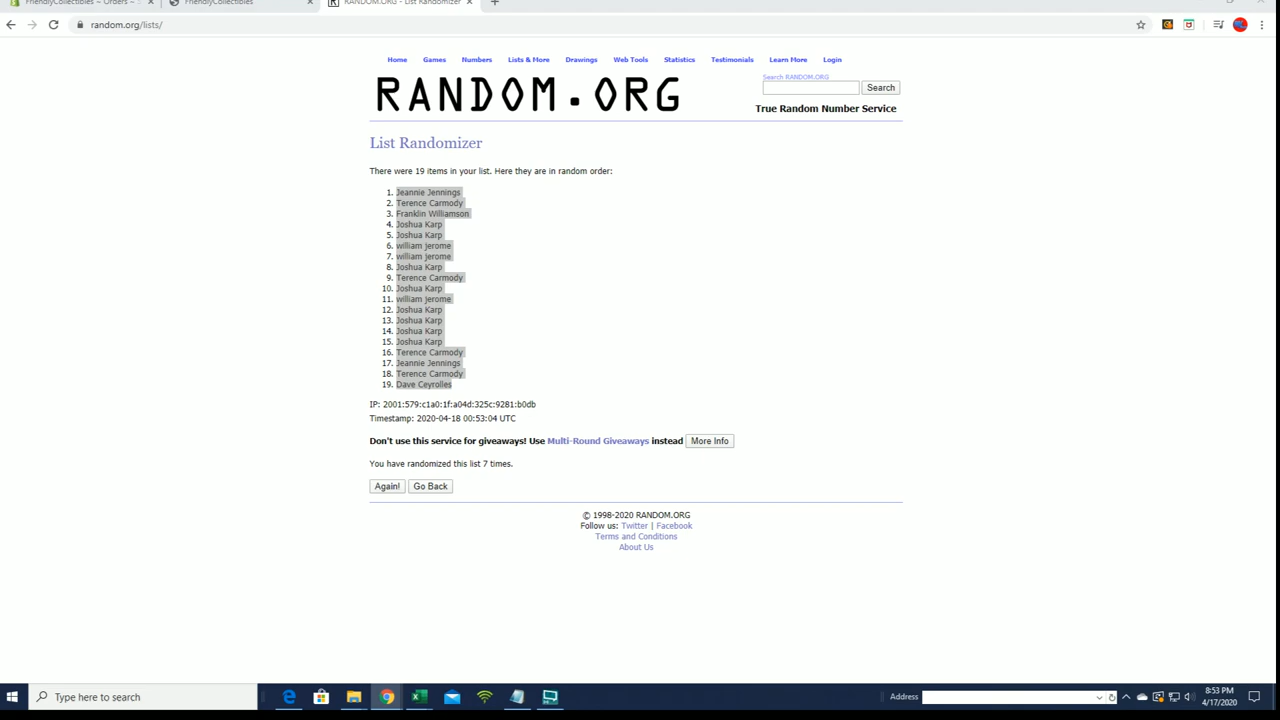 FriendlyCollectibles ~ Orders ~
FriendlyCollectibles
RANDOM.ORG - List Randomizer
random.org/lists/
Home Games Numbers Lists & More Drawings Web Tools Statistics Testimonials Learn More Login
RANDOM.ORG
Search RANDOM.ORG
Search
True Random Number Service
List Randomizer
There were 19 items in your list. Here they are in random order:
1. Jeannie Jennings
2. Terence Carmody
3. Franklin Williamson
4. Joshua Karp
5. Joshua Karp
6. william jerome
7. william jerome
8. Joshua Karp
9. Terence Carmody
10. Joshua Karp
11. william jerome
12. Joshua Karp
13. Joshua Karp
14. Joshua Karp
15. Joshua Karp
16. Terence Carmody
17. Jeannie Jennings
18. Terence Carmody
19. Dave Ceyrolles
IP: 2001:579:c1a0:1f:a04d:325c:9281:b0db
Timestamp: 2020-04-18 00:53:04 UTC
Don't use this service for giveaways! Use Multi-Round Giveaways instead More Info
You have randomized this list 7 times.
Again! Go Back
© 1998-2020 RANDOM.ORG
Follow us: Twitter | Facebook
Terms and Conditions
About Us
Type here to search
Address
8:53 PM
4/17/2020